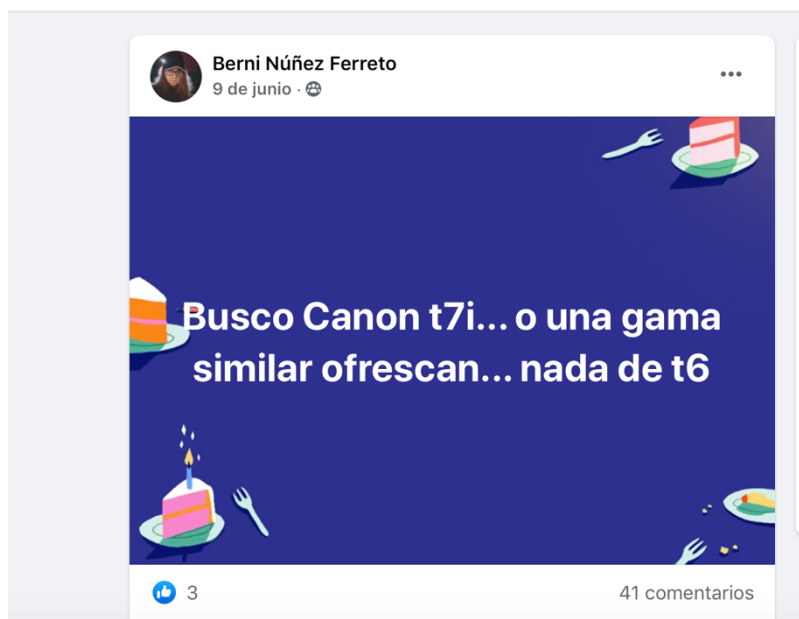 Berni Núñez Ferreto
9 de junio ·
Busco Canon t7i... o una gama
similar ofrescan... nada de t6
3
41 comentarios